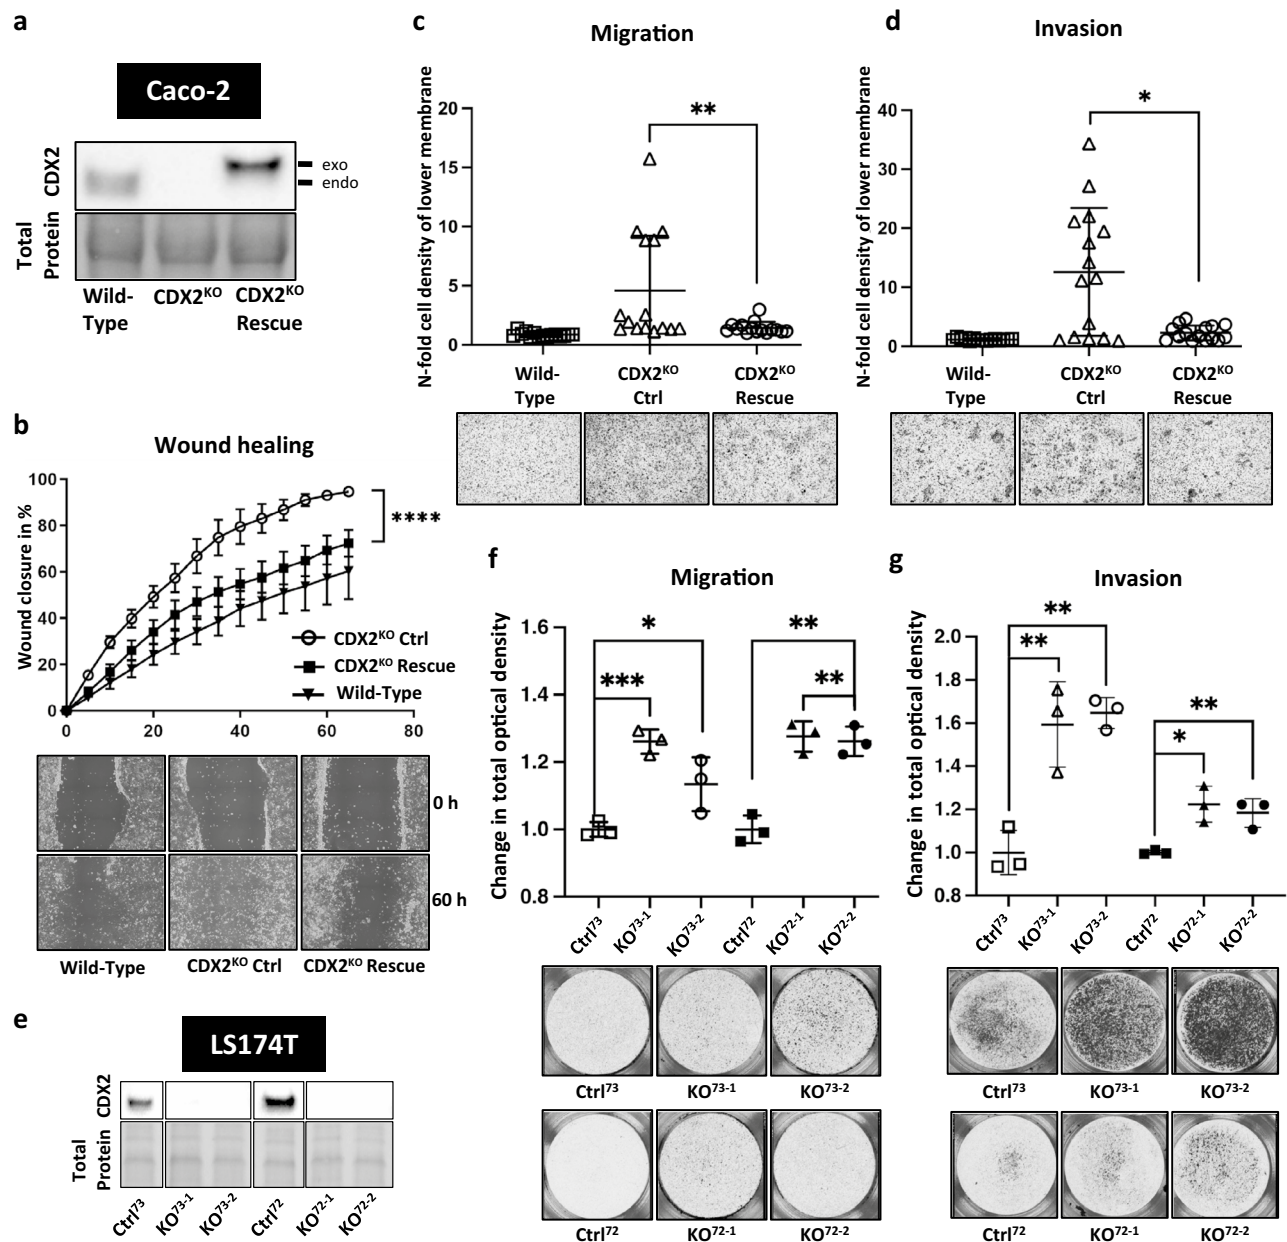 a
Caco-2
CDX2
exo
endo
Total
Protein
Wild-
Type
CDX2KO
CDX2KO
Rescue
b
Wound healing
Wound closure in %
100
80
60
40
20
0
0
20
40
60
80
****
CDX2KO Ctrl
CDX2KO Rescue
Wild-Type
0 h
60 h
Wild-Type
CDX2KO Ctrl
CDX2KO Rescue
c
Migration
N-fold cell density of lower membrane
20
15
10
5
0
**
Wild-
Type
CDX2KO
Ctrl
CDX2KO
Rescue
d
Invasion
N-fold cell density of lower membrane
40
30
20
10
0
*
Wild-
Type
CDX2KO
Ctrl
CDX2KO
Rescue
e
LS174T
CDX2
Total
Protein
Ctrl73
KO73-1
KO73-2
Ctrl72
KO72-1
KO72-2
f
Migration
Change in total optical density
1.6
1.4
1.2
1.0
0.8
*
***
**
**
Ctrl73
KO73-1
KO73-2
Ctrl72
KO72-1
KO72-2
Ctrl73
KO73-1
KO73-2
Ctrl72
KO72-1
KO72-2
g
Invasion
Change in total optical density
2.0
1.8
1.6
1.4
1.2
1.0
0.8
**
**
**
*
Ctrl73
KO73-1
KO73-2
Ctrl72
KO72-1
KO72-2
Ctrl73
KO73-1
KO73-2
Ctrl72
KO72-1
KO72-2